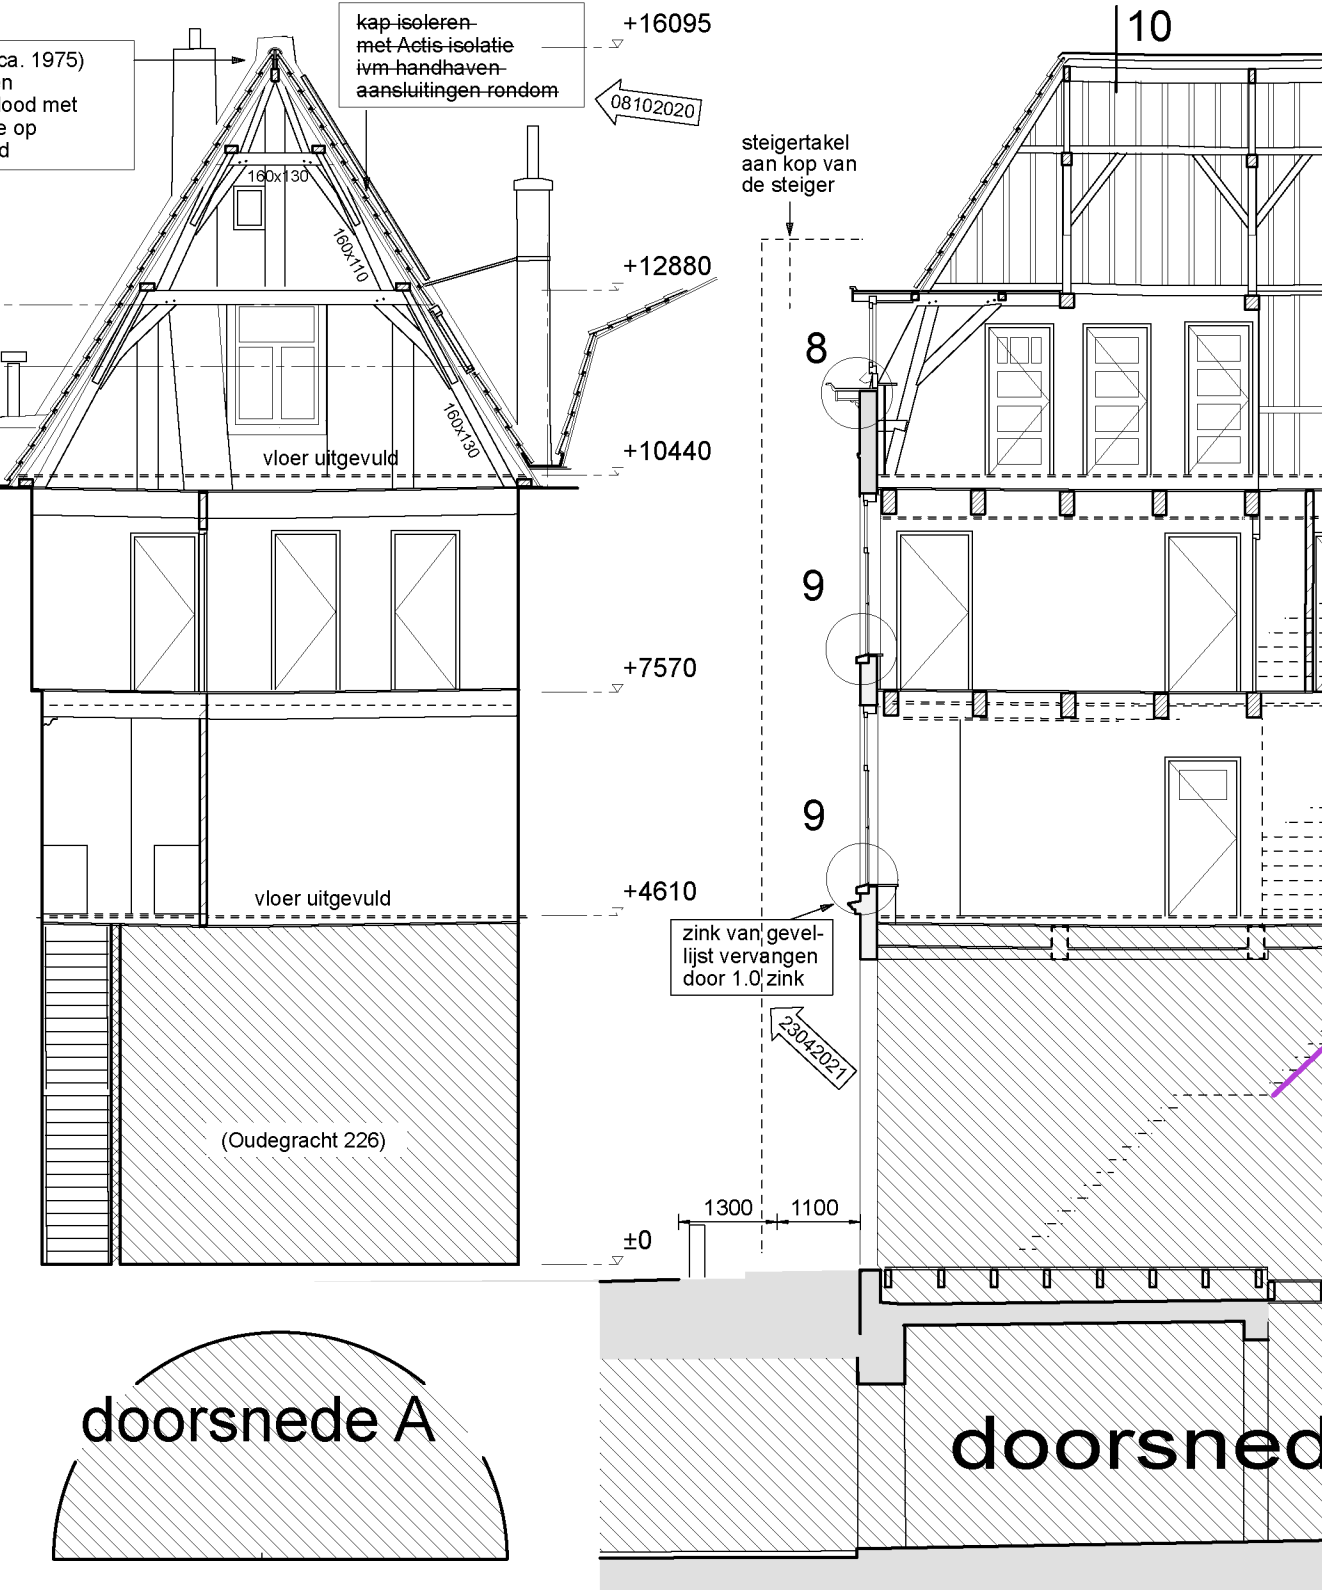 ca. 1975)
en
lood met
e op
d
kap isoleren
met Actis isolatie
ivm handhaven
aansluitingen rondom
08102020
+16095
10
steigertakel
aan kop van
de steiger
160x130
160x110
160x130
+12880
8
vloer uitgevuld
+10440
9
+7570
9
vloer uitgevuld
+4610
zink van gevel-
lijst vervangen
door 1.0 zink
23042021
(Oudegracht 226)
1300
1100
±0
doorsnede A
doorsned